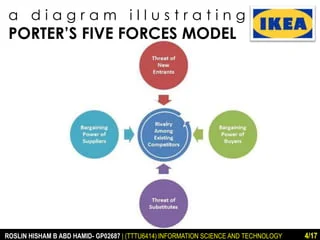 a diagram illustrating
PORTER'S FIVE FORCES MODEL
IKEA
Threat of
New
Entrants
Bargaining
Power of
Suppliers
Rivalry
Among
Existing
Competitors
Bargaining
Power of
Buyers
Threat of
Substitutes
ROSLIN HISHAM B ABD HAMID- GP02687 | (TTTU6414) INFORMATION SCIENCE AND TECHNOLOGY 4/17